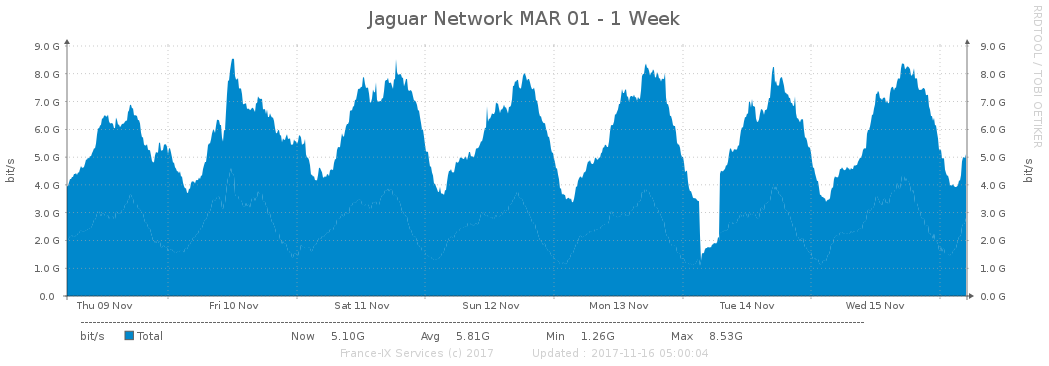 Jaguar Network MAR 01 - 1 Week
RRDTOOL / TOBI OETIKER
bit/s
bit/s
9.0 G 9.0 G
8.0 G 8.0 G
7.0 G 7.0 G
6.0 G 6.0 G
5.0 G 5.0 G
4.0 G 4.0 G
3.0 G 3.0 G
2.0 G 2.0 G
1.0 G 1.0 G
0.0 0.0 G
Thu 09 Nov Fri 10 Nov Sat 11 Nov Sun 12 Nov Mon 13 Nov Tue 14 Nov Wed 15 Nov
bit/s Total Now 5.10G Avg 5.81G Min 1.26G Max 8.53G
France-IX Services (c) 2017 Updated : 2017-11-16 05:00:04